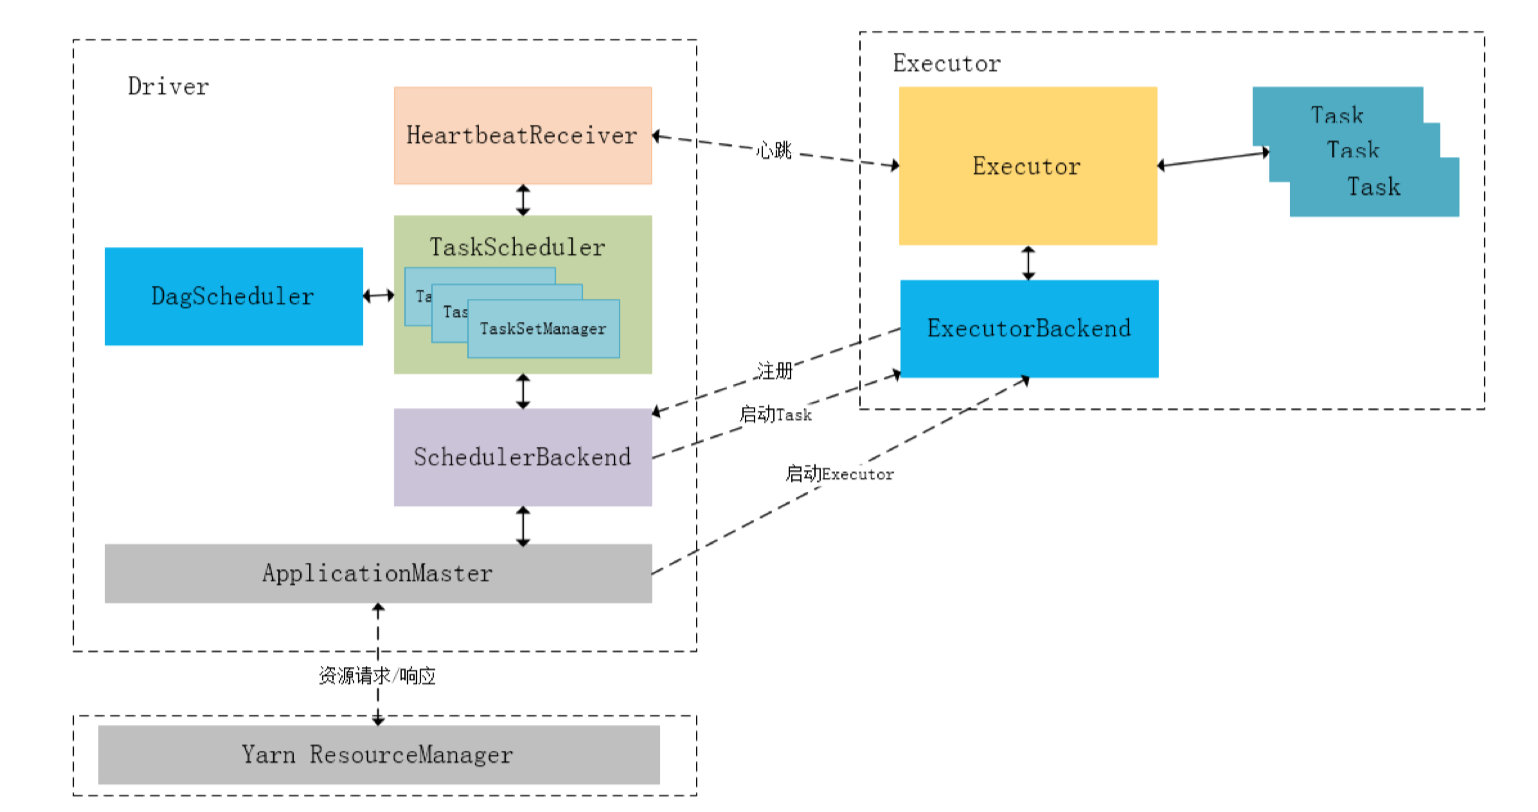 Driver
HeartbeatReceiver
TaskScheduler
Ta
Tas
TaskSetManager
DagScheduler
SchedulerBackend
ApplicationMaster
资源请求/响应
Yarn ResourceManager
心跳
注册
启动Task
启动Executor
Executor
Executor
Task
Task
Task
ExecutorBackend